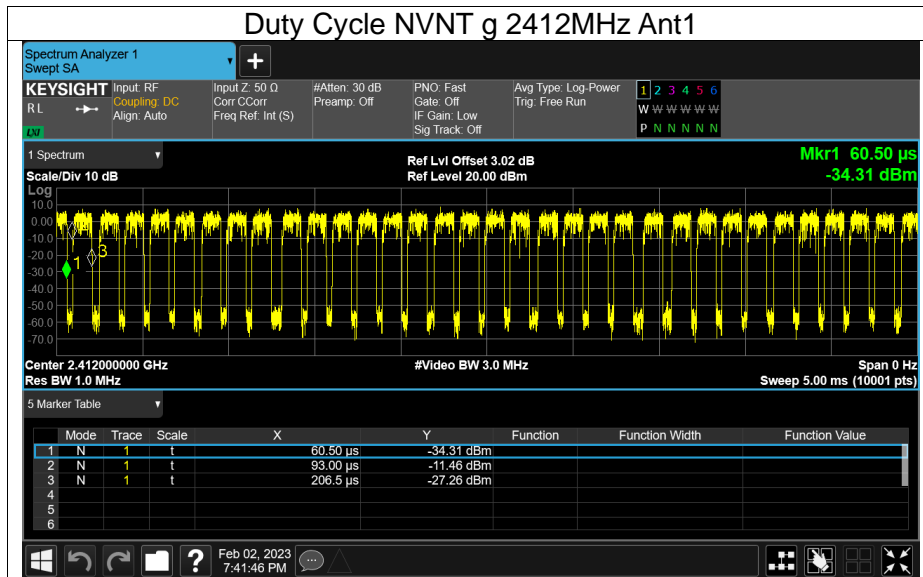 Duty Cycle NVNT g 2412MHz Ant1
Spectrum Analyzer 1
Swept SA
+
KEYSIGHT Input: RF Input Z: 50 Ω #Atten: 30 dB PNO: Fast Avg Type: Log-Power 1 2 3 4 5 6
RL Coupling: DC Corr CCorr Preamp: Off Gate: Off Trig: Free Run W W W W W W
Align: Auto Freq Ref: Int (S) IF Gain: Low
LXI Sig Track: Off P N N N N N
1 Spectrum
Ref Lvl Offset 3.02 dB Mkr1 60.50 µs
Scale/Div 10 dB Ref Level 20.00 dBm -34.31 dBm
Log
10.0
0.00
-10.0
-20.0
-30.0
-40.0
-50.0
-60.0
-70.0
1
3
Center 2.412000000 GHz #Video BW 3.0 MHz Span 0 Hz
Res BW 1.0 MHz Sweep 5.00 ms (10001 pts)
5 Marker Table
Mode Trace Scale X Y Function Function Width Function Value
1 N 1 t 60.50 µs -34.31 dBm
2 N 1 t 93.00 µs -11.46 dBm
3 N 1 t 206.5 µs -27.26 dBm
4
5
6
? Feb 02, 2023
7:41:46 PM